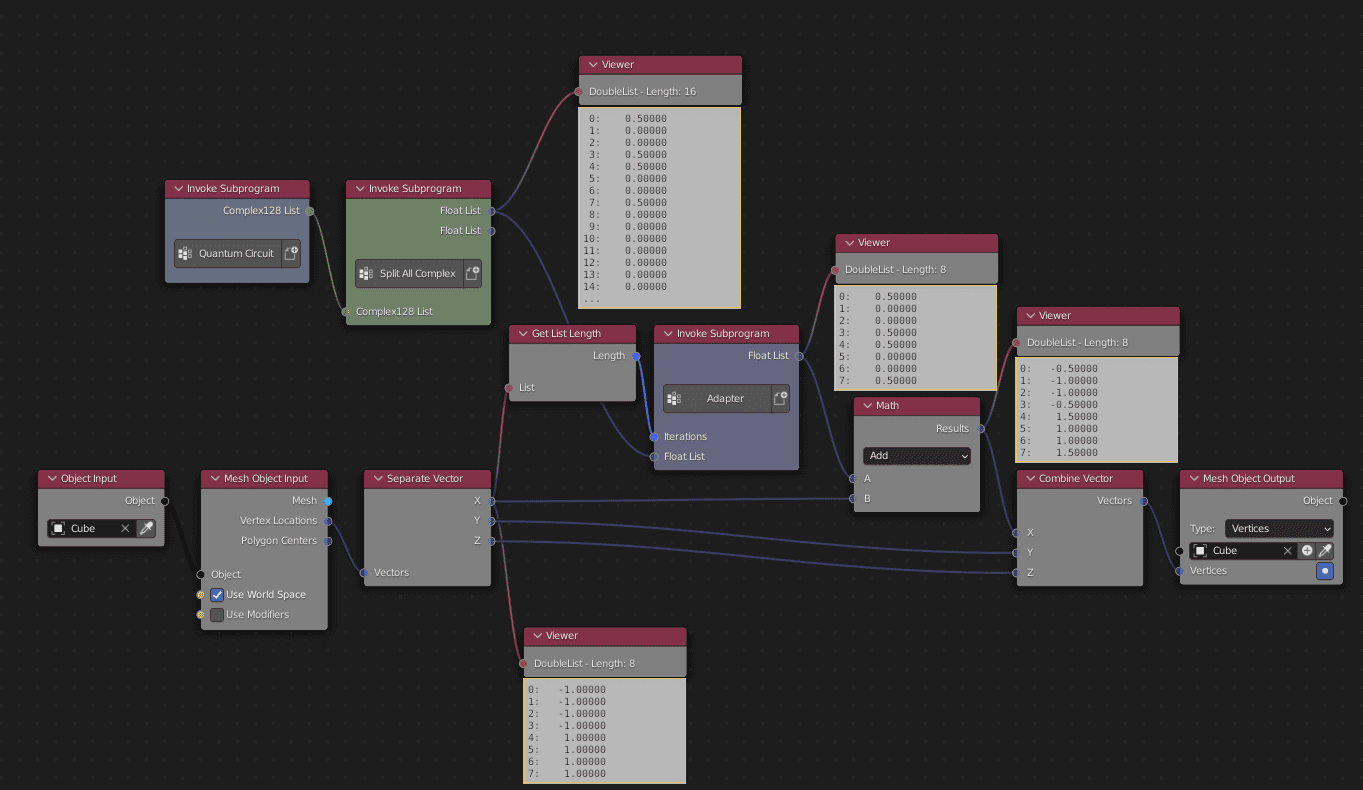 Viewer
DoubleList - Length: 16
0: 0.50000
1: 0.00000
2: 0.00000
3: 0.50000
4: 0.50000
5: 0.00000
6: 0.00000
7: 0.50000
8: 0.00000
9: 0.00000
10: 0.00000
11: 0.00000
12: 0.00000
13: 0.00000
14: 0.00000
...
Invoke Subprogram
Complex128 List
Quantum Circuit
Invoke Subprogram
Float List
Float List
Split All Complex
Complex128 List
Viewer
DoubleList - Length: 8
0: 0.50000
1: 0.00000
2: 0.00000
3: 0.50000
4: 0.50000
5: 0.00000
6: 0.00000
7: 0.50000
Viewer
DoubleList - Length: 8
0: -0.50000
1: -1.00000
2: -1.00000
3: -0.50000
4: 1.50000
5: 1.00000
6: 1.00000
7: 1.50000
Get List Length
Length
List
Invoke Subprogram
Float List
Adapter
Iterations
Float List
Math
Results
Add
A
B
Object Input
Object
Cube
Mesh Object Input
Mesh
Vertex Locations
Polygon Centers
Object
Use World Space
Use Modifiers
Separate Vector
X
Y
Z
Vectors
Combine Vector
Vectors
X
Y
Z
Mesh Object Output
Object
Type: Vertices
Cube
Vertices
Viewer
DoubleList - Length: 8
0: -1.00000
1: -1.00000
2: -1.00000
3: -1.00000
4: 1.00000
5: 1.00000
6: 1.00000
7: 1.00000